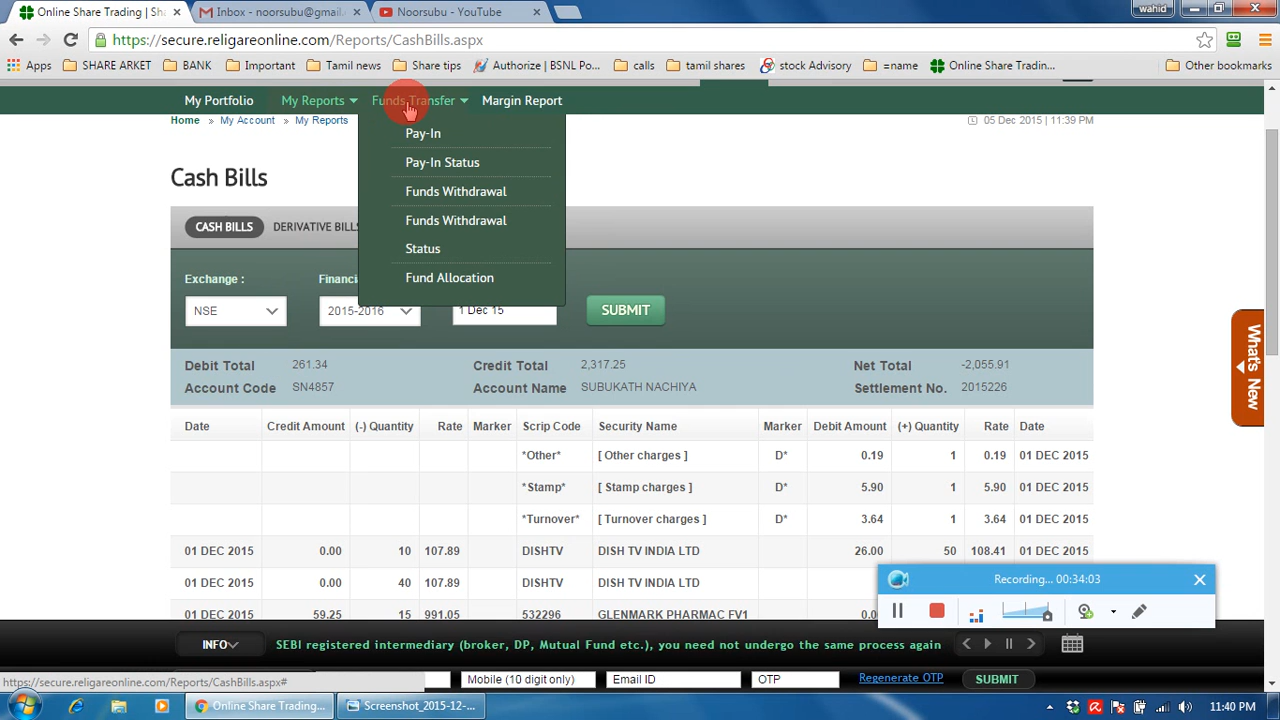 Online Share Trading | Sha
Inbox - noorsubu@gmail.
Noorsubu - YouTube
wahid
https://secure.religareonline.com/Reports/CashBills.aspx
Apps SHARE ARKET BANK Important Tamil news Share tips Authorize | BSNL Po... calls tamil shares stock Advisory =name Online Share Tradin... Other bookmarks
My Portfolio My Reports Funds Transfer Margin Report
Home » My Account » My Reports
05 Dec 2015 | 11:39 PM
Pay-In
Pay-In Status
Funds Withdrawal
Funds Withdrawal
Status
Fund Allocation
Cash Bills
CASH BILLS DERIVATIVE BILLS
Exchange : Financi
NSE 2015-2016 1 Dec 15 SUBMIT
What's New
Debit Total 261.34 Credit Total 2,317.25 Net Total -2,055.91
Account Code SN4857 Account Name SUBUKATH NACHIYA Settlement No. 2015226
Date Credit Amount (-) Quantity Rate Marker Scrip Code Security Name Marker Debit Amount (+) Quantity Rate Date
*Other* [ Other charges ] D* 0.19 1 0.19 01 DEC 2015
*Stamp* [ Stamp charges ] D* 5.90 1 5.90 01 DEC 2015
*Turnover* [ Turnover charges ] D* 3.64 1 3.64 01 DEC 2015
01 DEC 2015 0.00 10 107.89 DISHTV DISH TV INDIA LTD 26.00 50 108.41 01 DEC 2015
01 DEC 2015 0.00 40 107.89 DISHTV DISH TV INDIA LTD
01 DEC 2015 59.25 15 991.05 532296 GLENMARK PHARMAC FV1
Recording... 00:34:03
INFO SEBI registered intermediary (broker, DP, Mutual Fund etc.), you need not undergo the same process again
https://secure.religareonline.com/Reports/CashBills.aspx#
Mobile (10 digit only) Email ID OTP Regenerate OTP SUBMIT
Online Share Trading... Screenshot_2015-12-... 11:40 PM